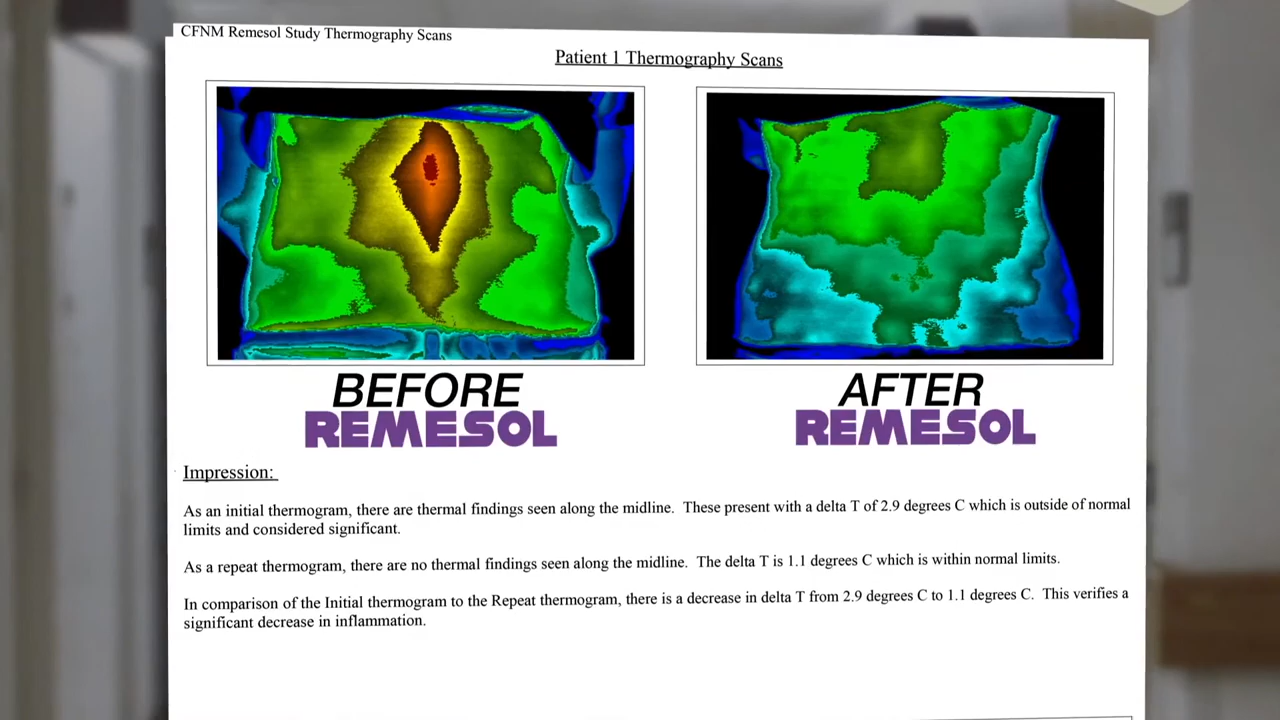 CFNM Remesol Study Thermography Scans
Patient 1 Thermography Scans
BEFORE
REMESOL
AFTER
REMESOL
Impression:
As an initial thermogram, there are thermal findings seen along the midline. These present with a delta T of 2.9 degrees C which is outside of normal
limits and considered significant.
As a repeat thermogram, there are no thermal findings seen along the midline. The delta T is 1.1 degrees C which is within normal limits.
In comparison of the Initial thermogram to the Repeat thermogram, there is a decrease in delta T from 2.9 degrees C to 1.1 degrees C. This verifies a
significant decrease in inflammation.